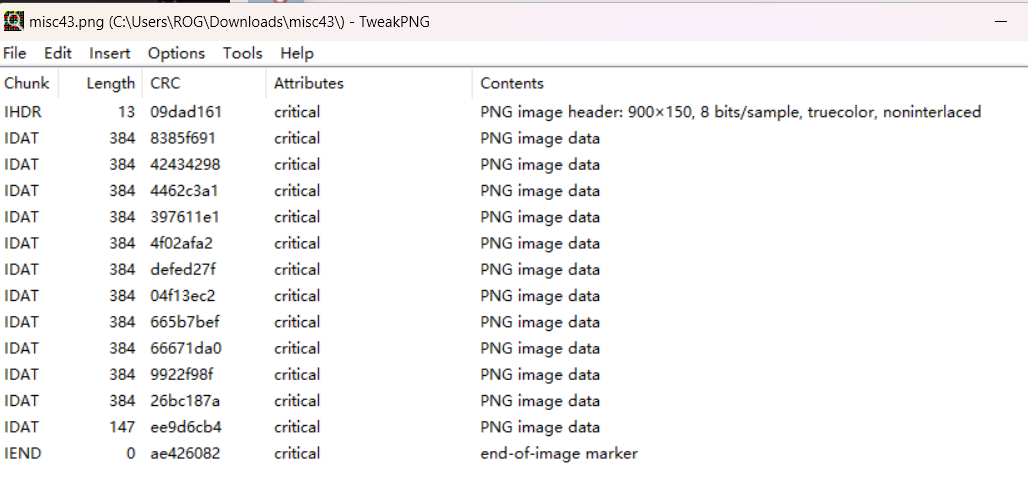 misc43.png (C:\Users\ROG\Downloads\misc43\) - TweakPNG
File Edit Insert Options Tools Help
Chunk Length CRC Attributes Contents
IHDR 13 09dad161 critical PNG image header: 900×150, 8 bits/sample, truecolor, noninterlaced
IDAT 384 8385f691 critical PNG image data
IDAT 384 42434298 critical PNG image data
IDAT 384 4462c3a1 critical PNG image data
IDAT 384 397611e1 critical PNG image data
IDAT 384 4f02afa2 critical PNG image data
IDAT 384 defed27f critical PNG image data
IDAT 384 04f13ec2 critical PNG image data
IDAT 384 665b7bef critical PNG image data
IDAT 384 66671da0 critical PNG image data
IDAT 384 9922f98f critical PNG image data
IDAT 384 26bc187a critical PNG image data
IDAT 147 ee9d6cb4 critical PNG image data
IEND 0 ae426082 critical end-of-image marker